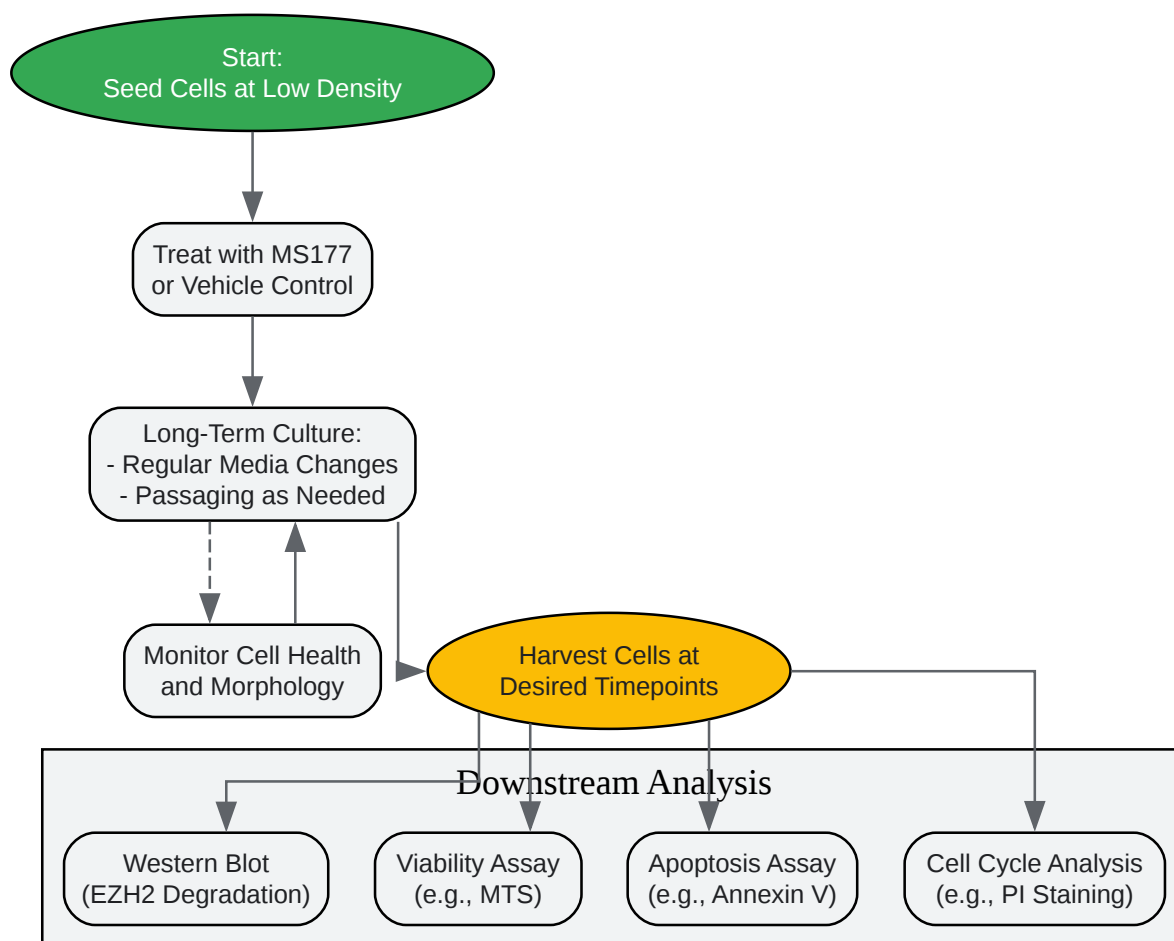 Start:
Seed Cells at Low Density
Treat with MS177
or Vehicle Control
Long-Term Culture:
- Regular Media Changes
- Passaging as Needed
Monitor Cell Health
and Morphology
Harvest Cells at
Desired Timepoints
Downstream Analysis
Western Blot
(EZH2 Degradation)
Viability Assay
(e.g., MTS)
Apoptosis Assay
(e.g., Annexin V)
Cell Cycle Analysis
(e.g., PI Staining)